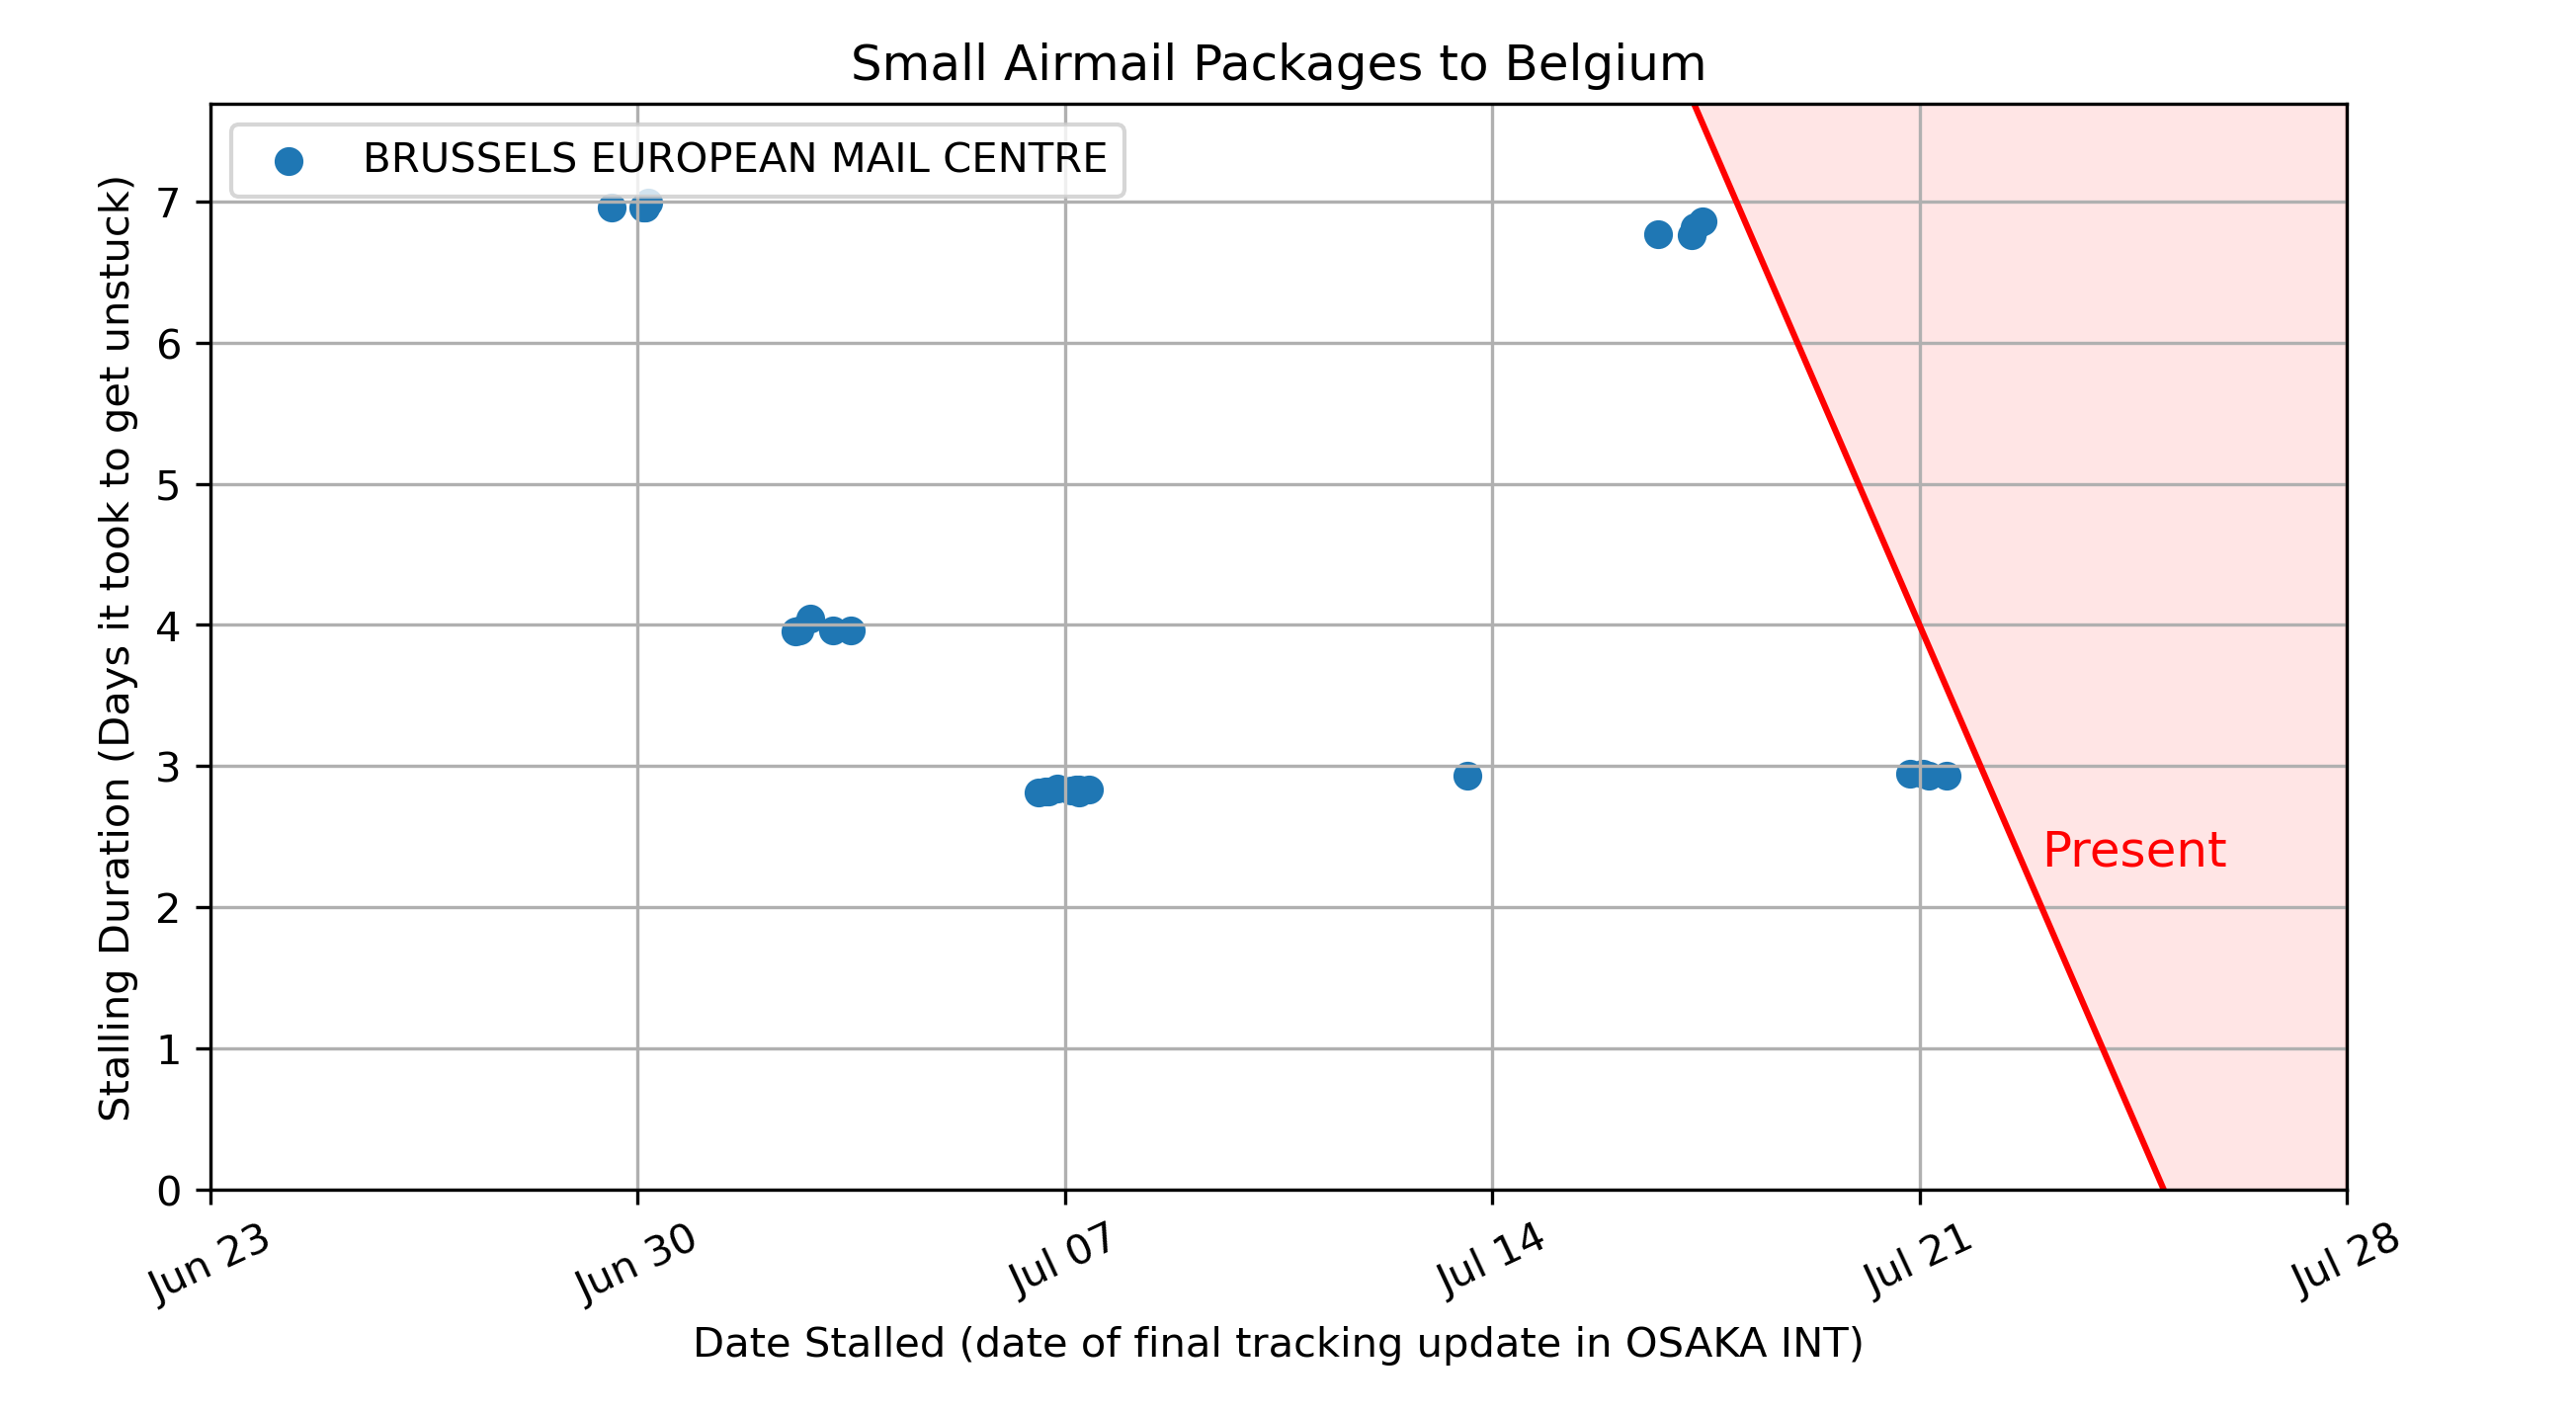 Small Airmail Packages to Belgium
BRUSSELS EUROPEAN MAIL CENTRE
Stalling Duration (Days it took to get unstuck)
7
6
5
4
3
2
1
0
Present
Jun 23
Jun 30
Jul 07
Jul 14
Jul 21
Jul 28
Date Stalled (date of final tracking update in OSAKA INT)